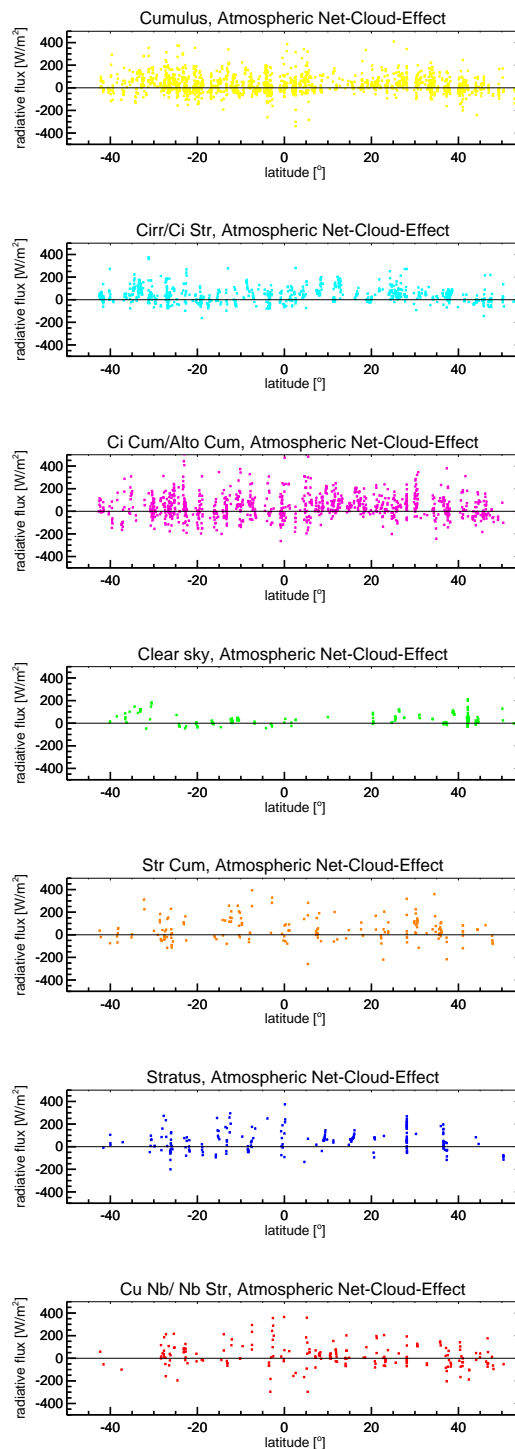 Cumulus, Atmospheric Net-Cloud-Effect
radiative flux [W/m²]
400
200
0
-200
-400
-40 -20 0 20 40
latitude [°]
Cirr/Ci Str, Atmospheric Net-Cloud-Effect
radiative flux [W/m²]
400
200
0
-200
-400
-40 -20 0 20 40
latitude [°]
Ci Cum/Alto Cum, Atmospheric Net-Cloud-Effect
radiative flux [W/m²]
400
200
0
-200
-400
-40 -20 0 20 40
latitude [°]
Clear sky, Atmospheric Net-Cloud-Effect
radiative flux [W/m²]
400
200
0
-200
-400
-40 -20 0 20 40
latitude [°]
Str Cum, Atmospheric Net-Cloud-Effect
radiative flux [W/m²]
400
200
0
-200
-400
-40 -20 0 20 40
latitude [°]
Stratus, Atmospheric Net-Cloud-Effect
radiative flux [W/m²]
400
200
0
-200
-400
-40 -20 0 20 40
latitude [°]
Cu Nb/ Nb Str, Atmospheric Net-Cloud-Effect
radiative flux [W/m²]
400
200
0
-200
-400
-40 -20 0 20 40
latitude [°]